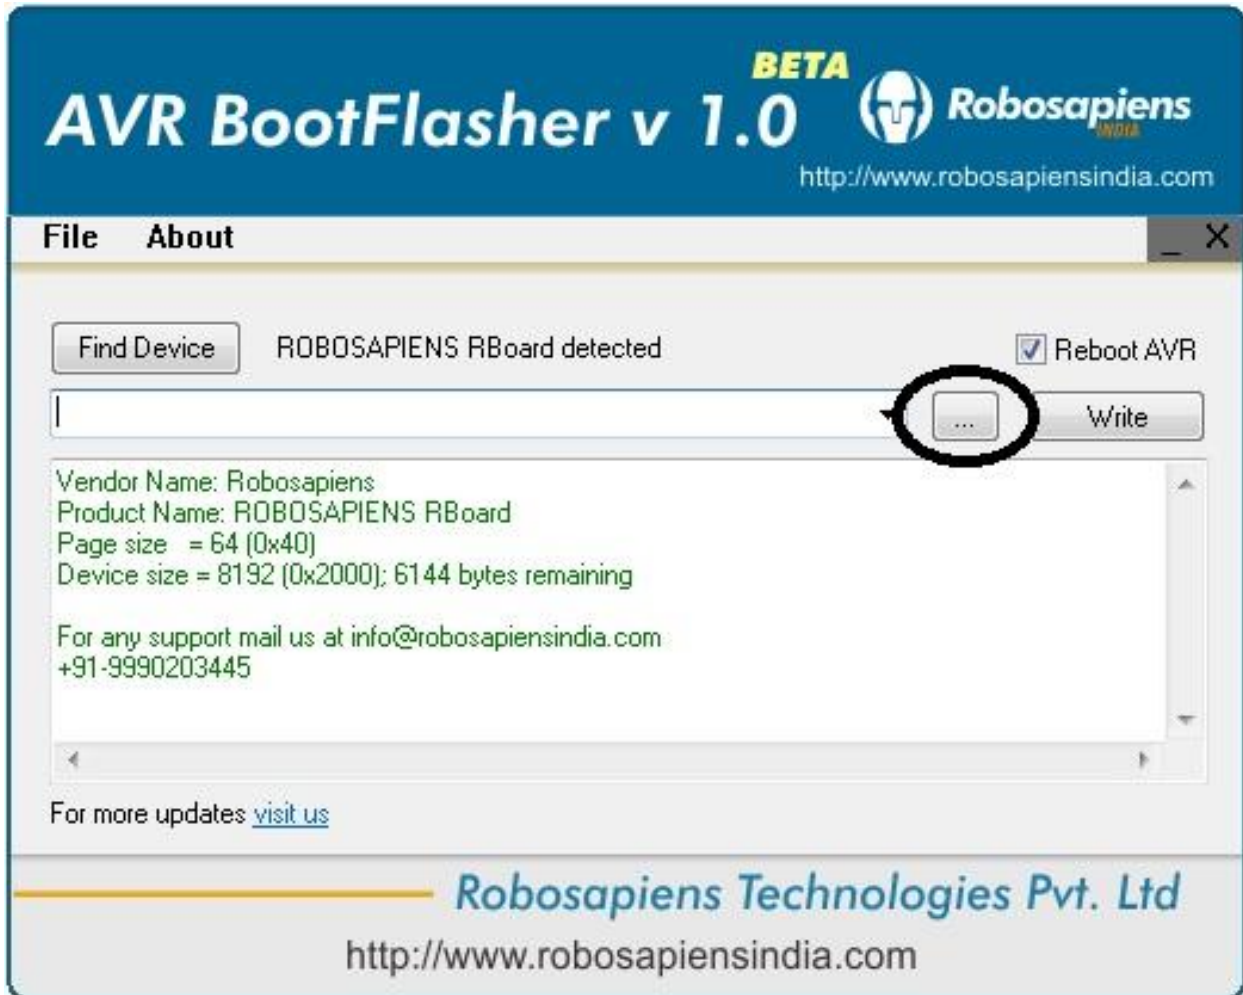 BETA
AVR BootFlasher v 1.0
Robosapiens
INDIA
http://www.robosapiensindia.com
File About _ X
Find Device ROBOSAPIENS RBoard detected Reboot AVR
... Write
Vendor Name: Robosapiens
Product Name: ROBOSAPIENS RBoard
Page size = 64 (0x40)
Device size = 8192 (0x2000); 6144 bytes remaining
For any support mail us at info@robosapiensindia.com
+91-9990203445
For more updates visit us
Robosapiens Technologies Pvt. Ltd
http://www.robosapiensindia.com